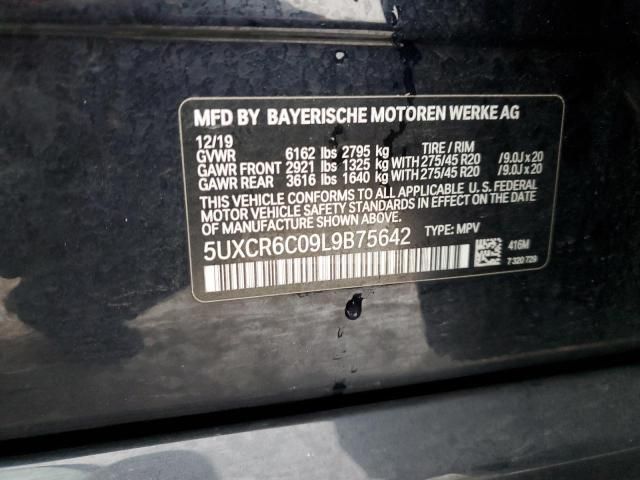 MFD BY BAYERISCHE MOTOREN WERKE AG
12/19
GVWR 6162 lbs 2795 kg TIRE / RIM
GAWR FRONT 2921 lbs 1325 kg WITH 275/45 R20 /9.0J x 20
GAWR REAR 3616 lbs 1640 kg WITH 275/45 R20 /9.0J x 20
THIS VEHICLE CONFORMS TO ALL APPLICABLE U. S. FEDERAL
MOTOR VEHICLE SAFETY STANDARDS IN EFFECT ON THE DATE
OF MANUFACTURE SHOWN ABOVE.
5UXCR6C09L9B75642 TYPE: MPV
416M
7 320 729